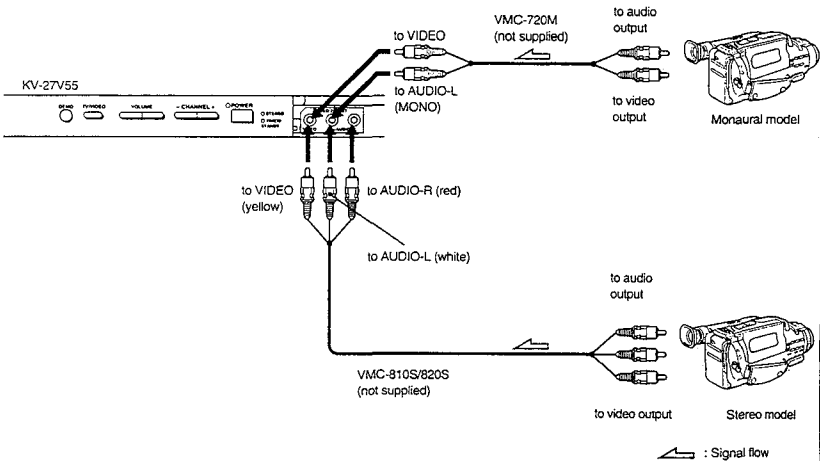 to VIDEO
VMC-720M
(not supplied)
to audio
output
KV-27V55
to AUDIO-L
(MONO)
to video
output
Monaural model
DEMO
TV/VIDEO
VOLUME
– CHANNEL +
POWER
STEREO
to VIDEO
(yellow)
to AUDIO-R (red)
to AUDIO-L (white)
to audio
output
VMC-810S/820S
(not supplied)
to video output
Stereo model
: Signal flow